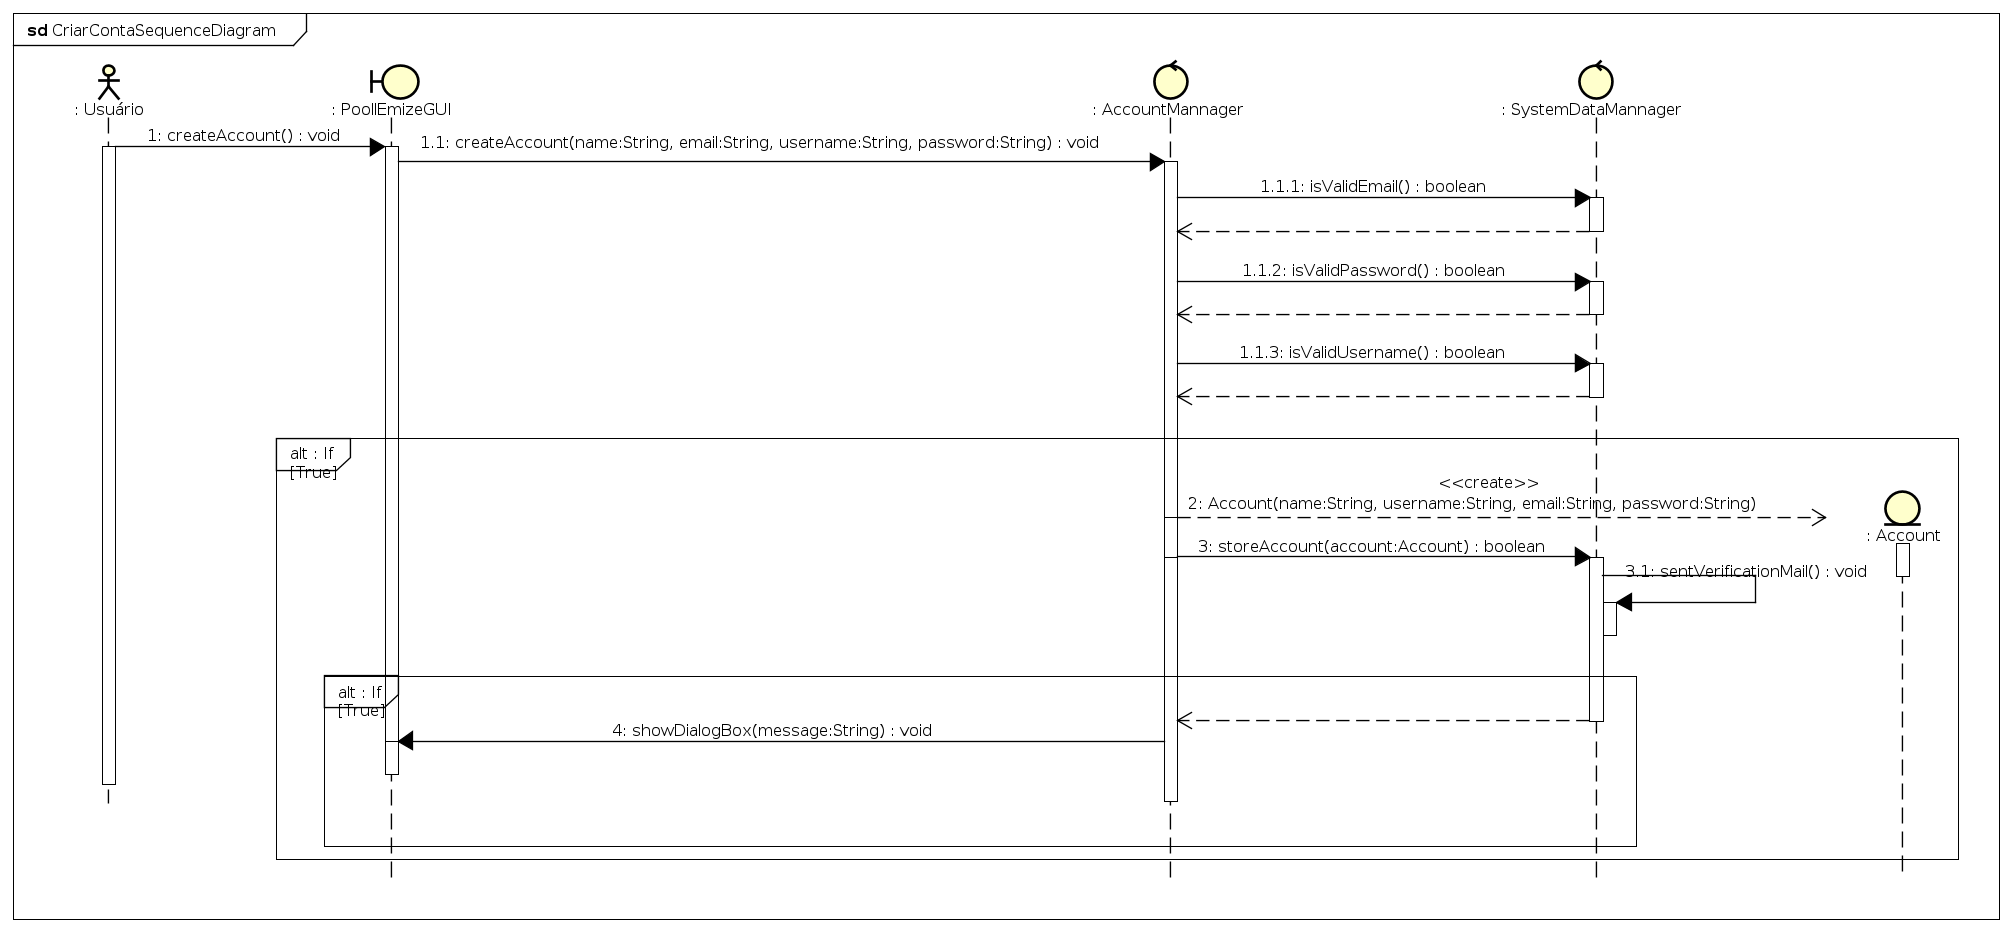 sd CriarContaSequenceDiagram
: Usuário
: PoollEmizeGUI
: AccountMannager
: SystemDataMannager
1: createAccount() : void
1.1: createAccount(name:String, email:String, username:String, password:String) : void
1.1.1: isValidEmail() : boolean
1.1.2: isValidPassword() : boolean
1.1.3: isValidUsername() : boolean
alt : If
[True]
<<create>>
2: Account(name:String, username:String, email:String, password:String)
: Account
3: storeAccount(account:Account) : boolean
3.1: sentVerificationMail() : void
alt : If
[True]
4: showDialogBox(message:String) : void